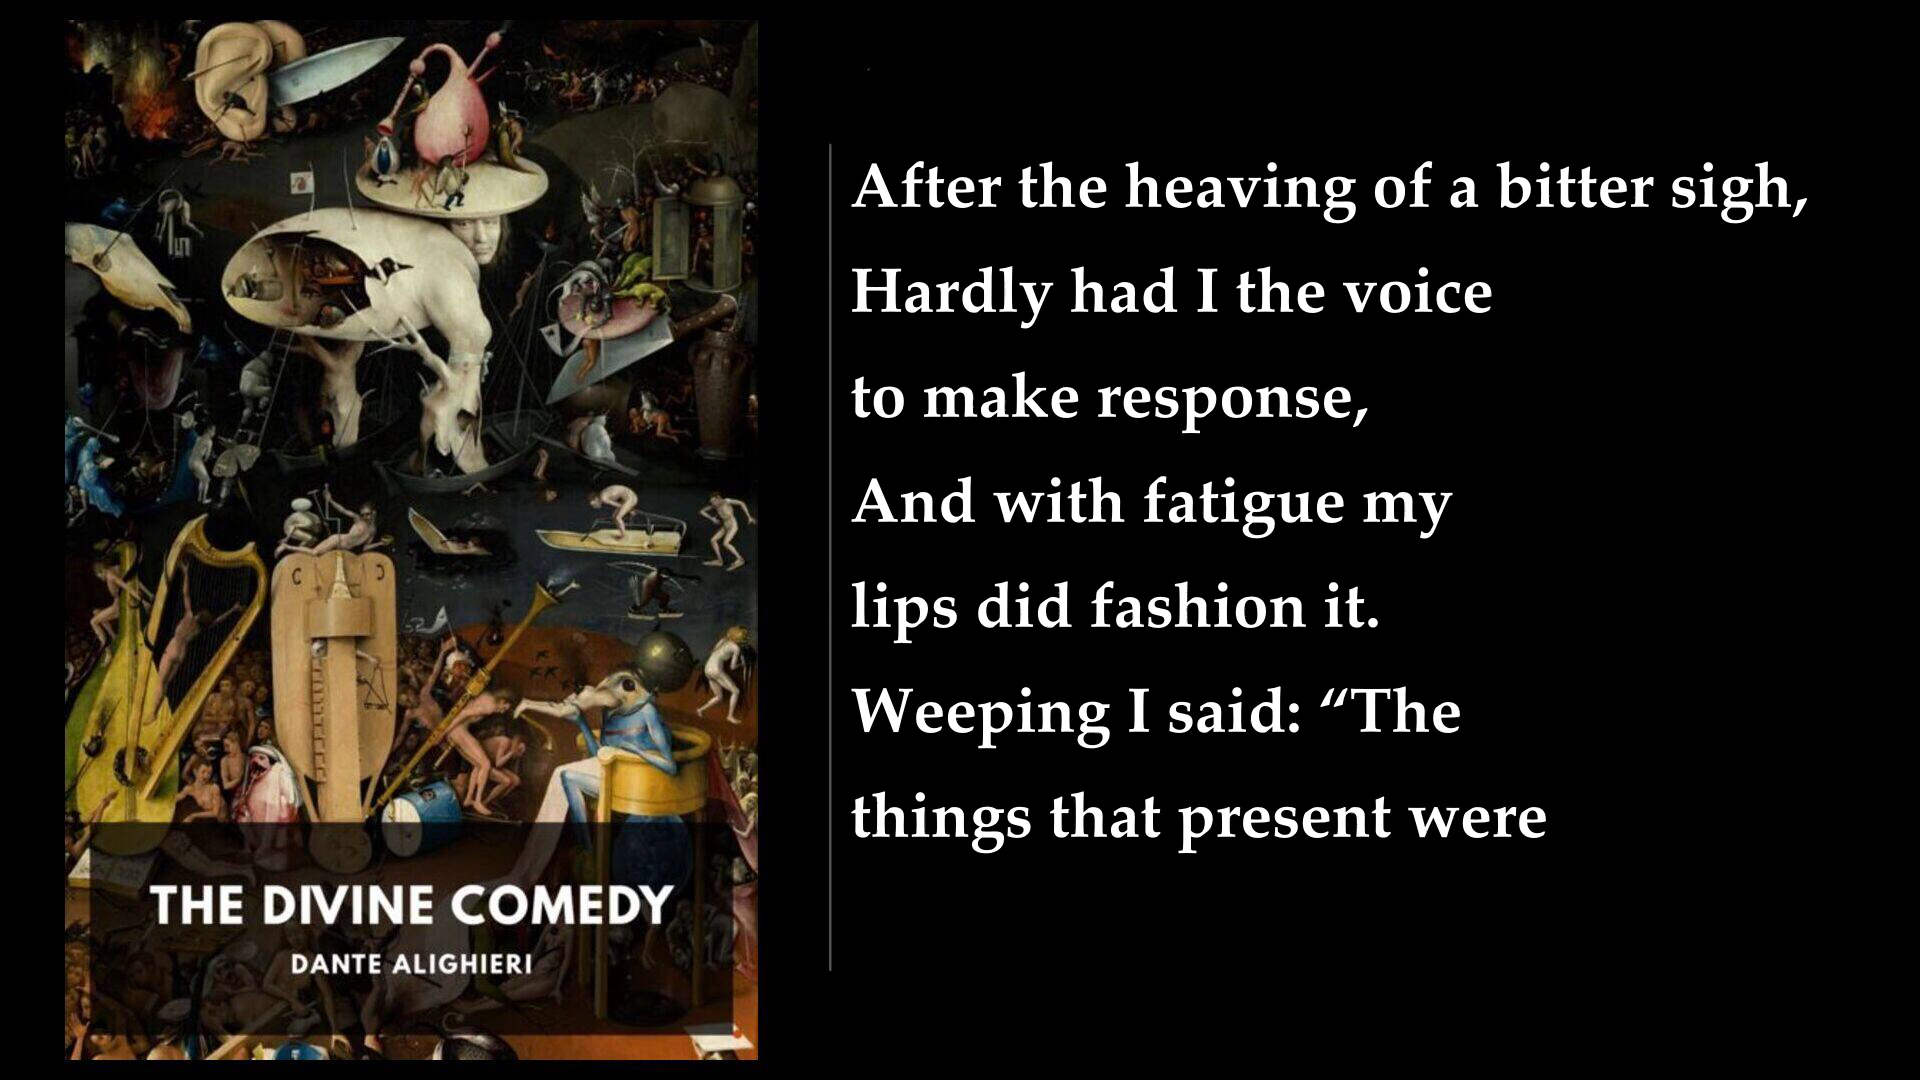 After the heaving of a bitter sigh,
Hardly had I the voice
to make response,
And with fatigue my
lips did fashion it.
Weeping I said: “The
things that present were
THE DIVINE COMEDY
DANTE ALIGHIERI